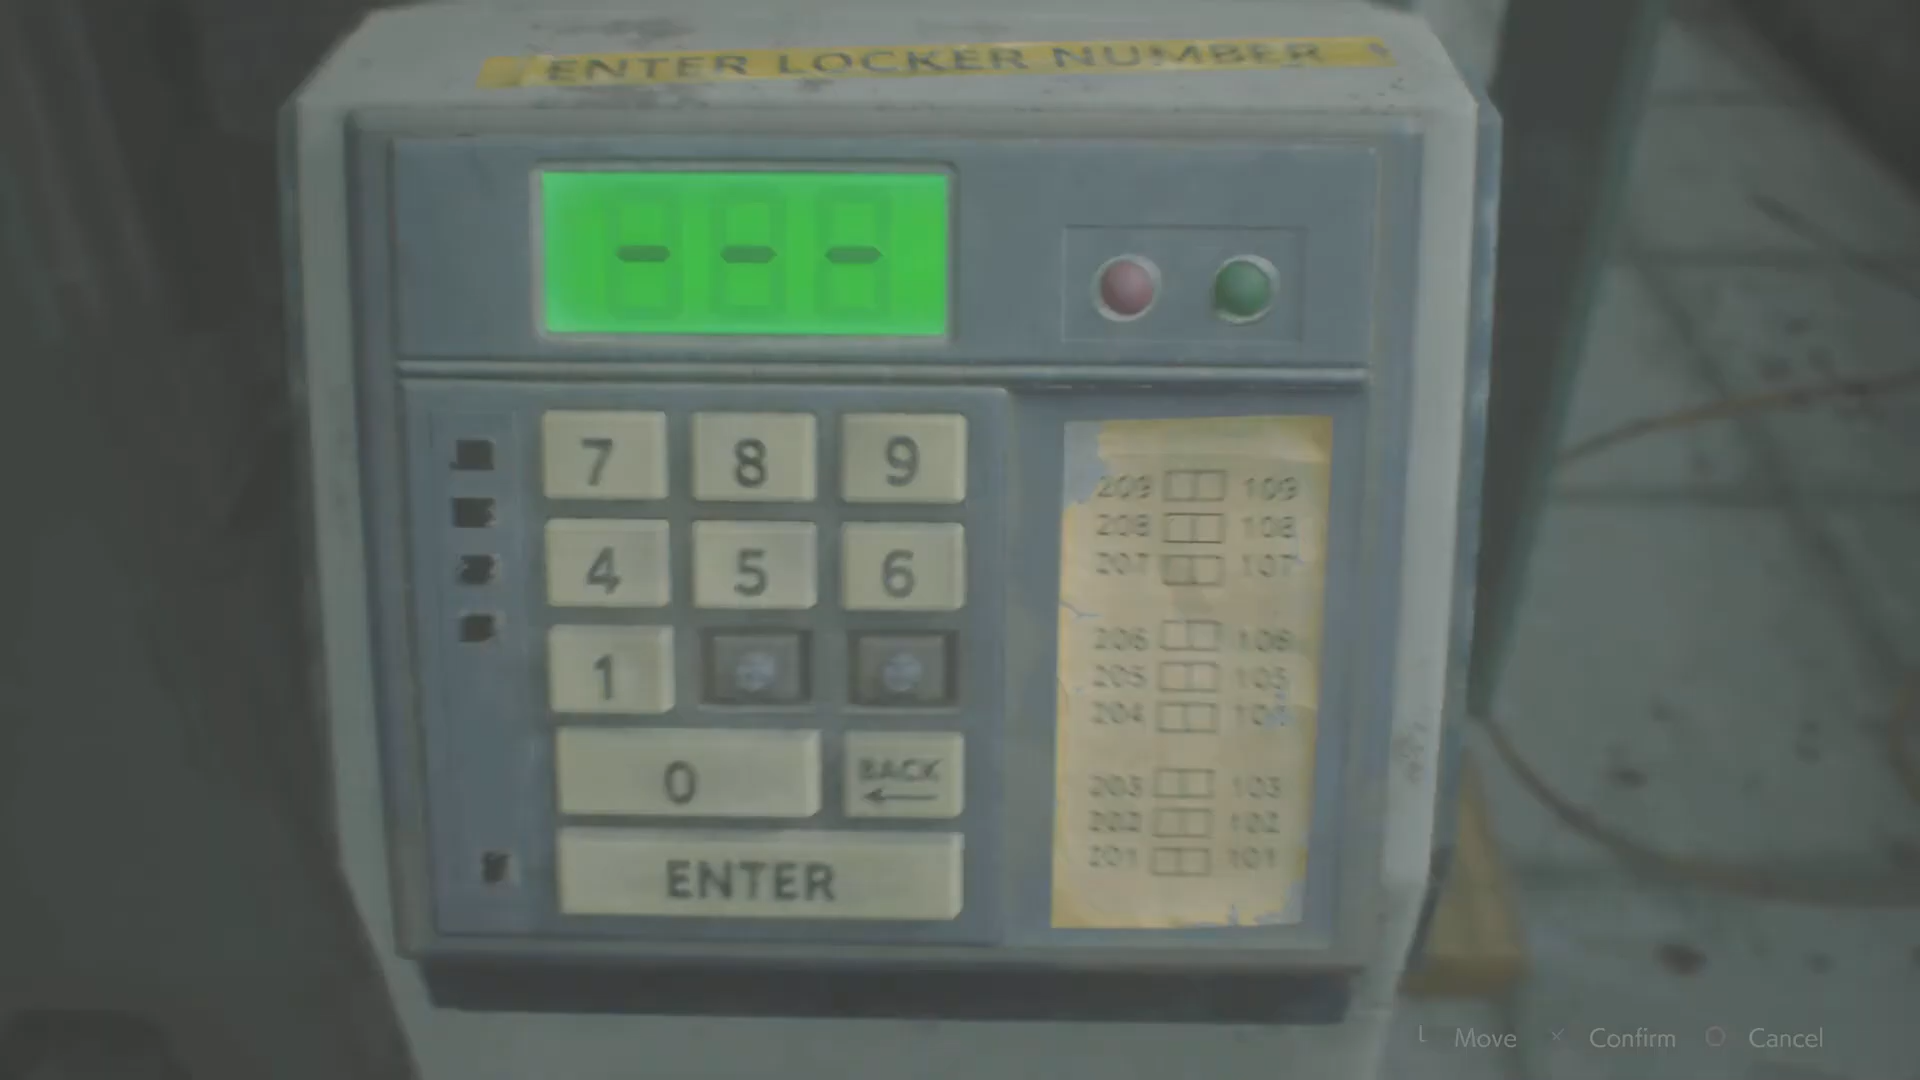 ENTER LOCKER NUMBER
7 8 9
4 5 6
1
0 BACK
ENTER
209 109
208 108
207 107
206 106
205 105
204 104
203 103
202 102
201 101
L Move × Confirm Cancel